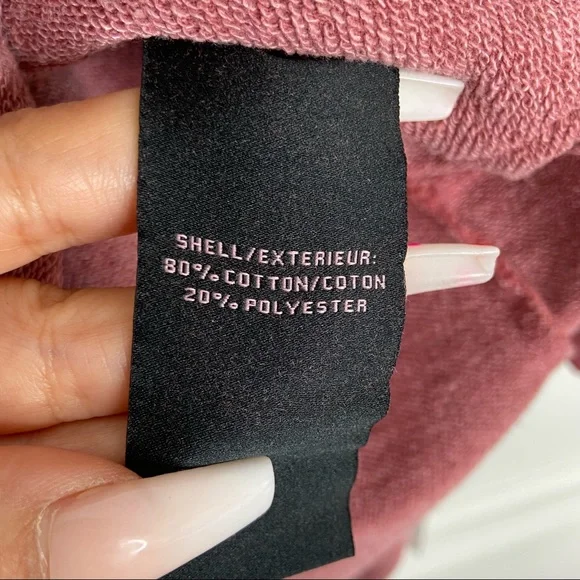 SHELL/EXTERIEUR:
80% COTTON/COTON
20% POLYESTER